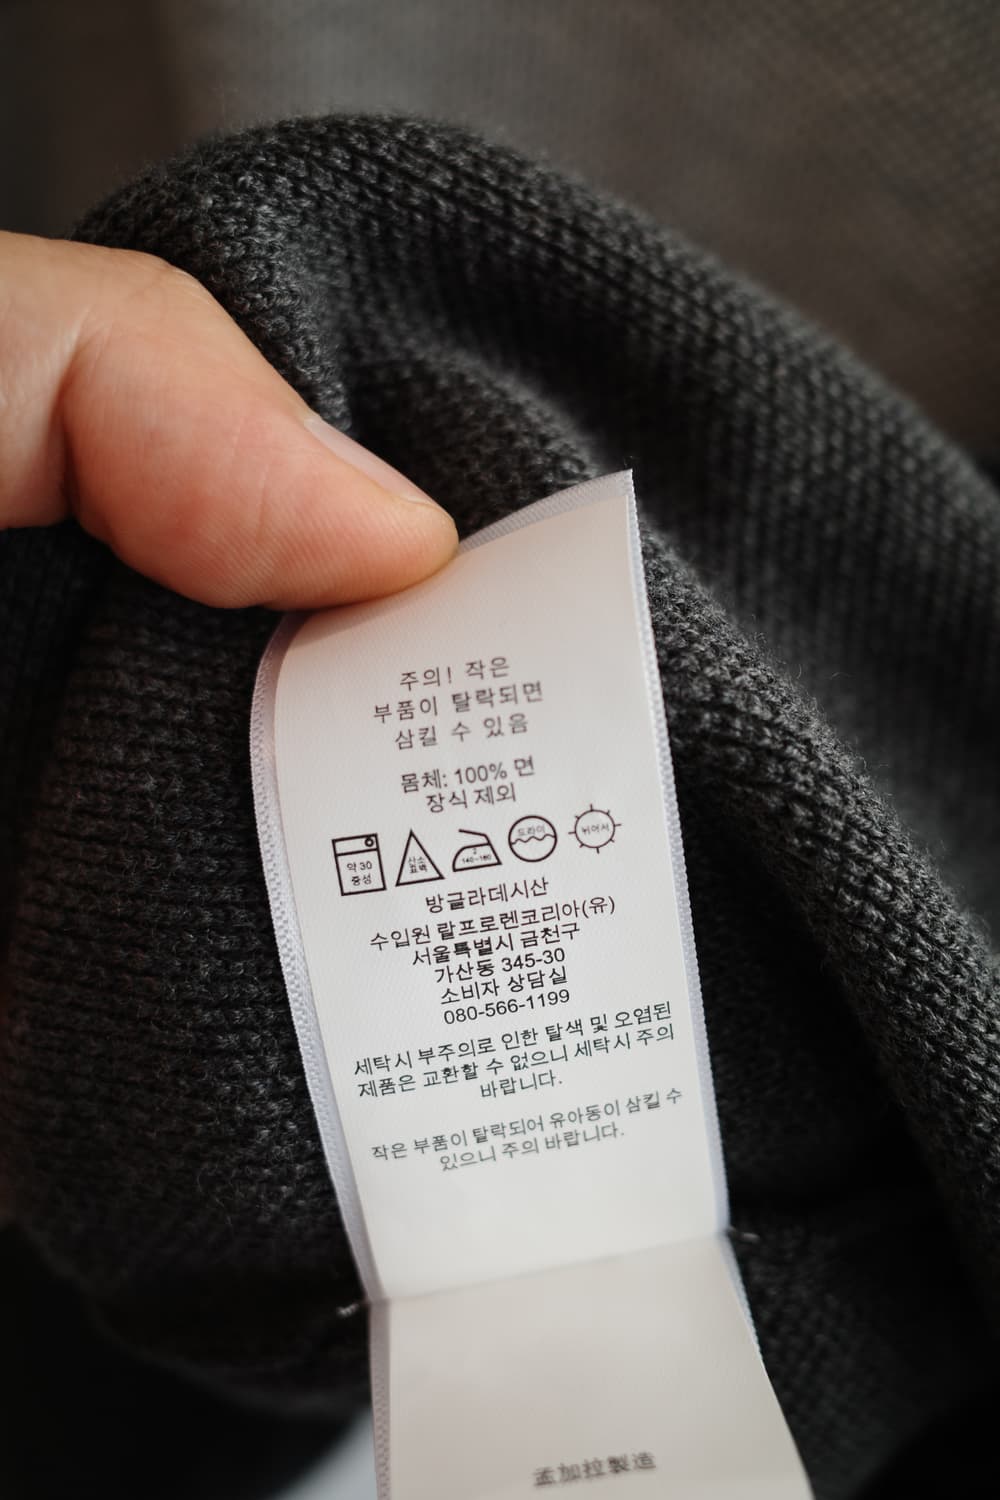 주의! 작은
부품이 탈락되면
삼킬 수 있음
몸체: 100% 면
장식 제외
약 30
중성
산소
표백
140~160
드라이
뉘어서
방글라데시산
수입원 랄프로렌코리아(유)
서울특별시 금천구
가산동 345-30
소비자 상담실
080-566-1199
세탁시 부주의로 인한 탈색 및 오염된
제품은 교환할 수 없으니 세탁시 주의
바랍니다.
작은 부품이 탈락되어 유아동이 삼킬 수
있으니 주의 바랍니다.
孟加拉製造